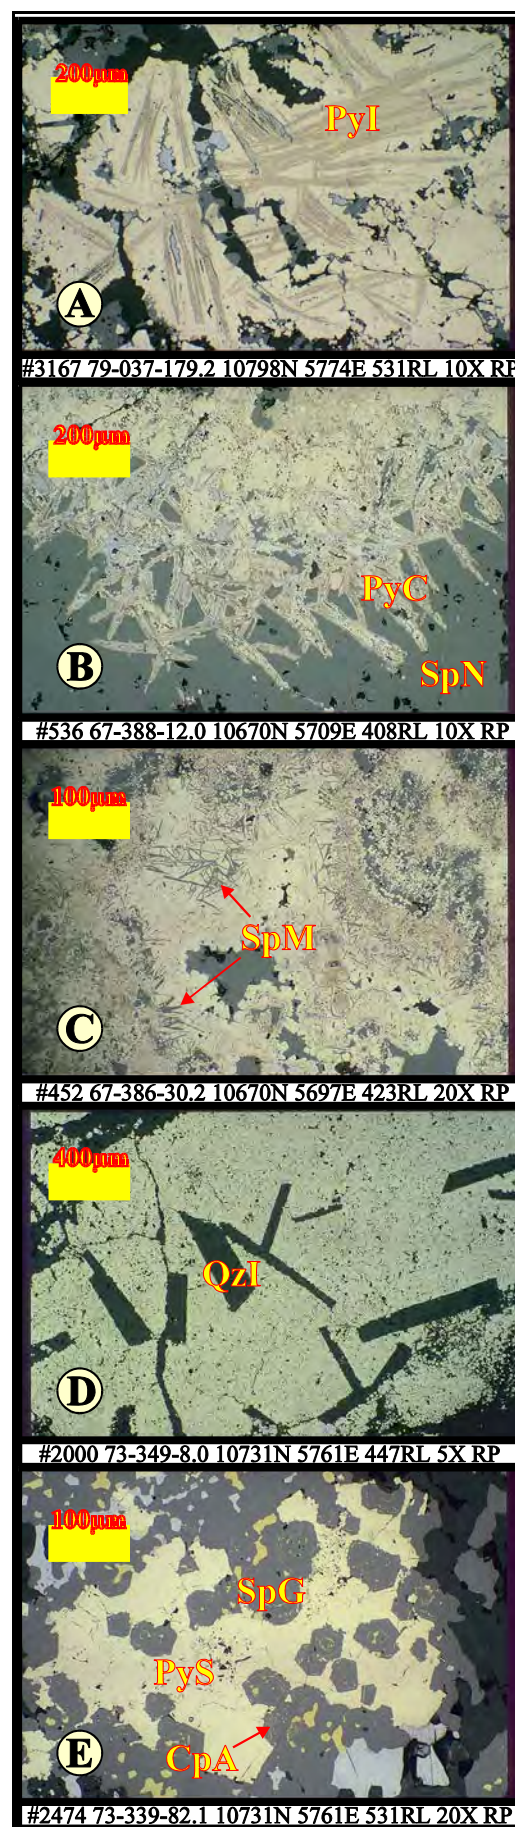 200µm
PyI
A
#3167 79-037-179.2 10798N 5774E 531RL 10X RP
200µm
PyC
SpN
B
#536 67-388-12.0 10670N 5709E 408RL 10X RP
100µm
SpM
C
#452 67-386-30.2 10670N 5697E 423RL 20X RP
400µm
QzI
D
#2000 73-349-8.0 10731N 5761E 447RL 5X RP
100µm
SpG
PyS
CpA
E
#2474 73-339-82.1 10731N 5761E 531RL 20X RP